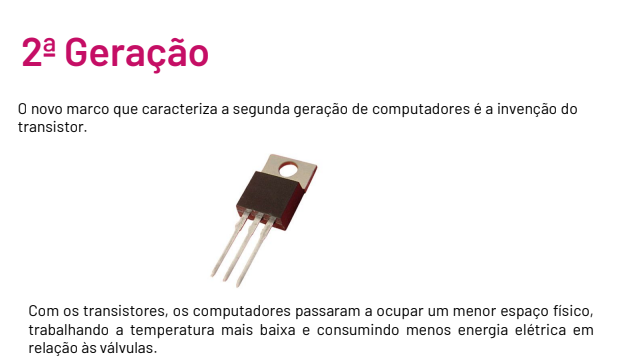 2ª Geração
O novo marco que caracteriza a segunda geração de computadores é a invenção do
transistor.
Com os transistores, os computadores passaram a ocupar um menor espaço físico,
trabalhando a temperatura mais baixa e consumindo menos energia elétrica em
relação às válvulas.